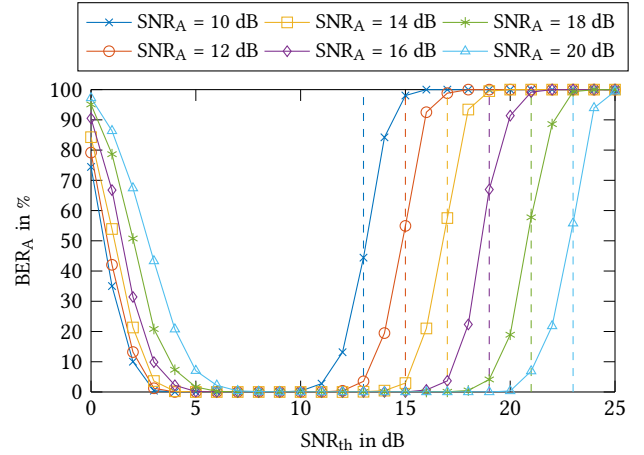 SNR_A = 10 dB SNR_A = 14 dB SNR_A = 18 dB
SNR_A = 12 dB SNR_A = 16 dB SNR_A = 20 dB
100
90
80
70
60
50
40
30
20
10
0
BER_A in %
0 5 10 15 20 25
SNR_th in dB